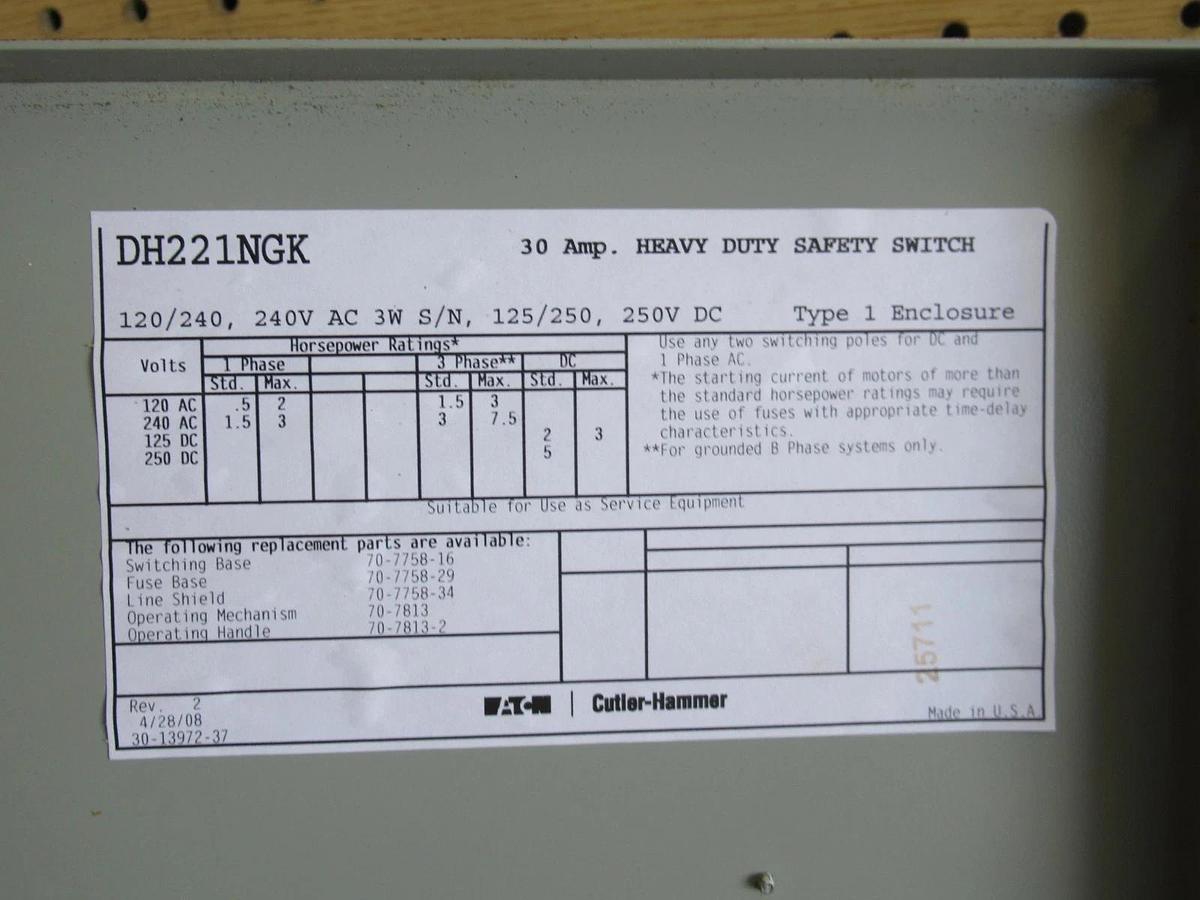 DH221NGK 30 Amp. HEAVY DUTY SAFETY SWITCH
120/240, 240V AC 3W S/N, 125/250, 250V DC Type 1 Enclosure
Horsepower Ratings*
Volts 1 Phase 3 Phase** DC
Std. Max. Std. Max. Std. Max.
120 AC .5 2 1.5 3
240 AC 1.5 3 3 7.5
125 DC 2 3
250 DC 5
Use any two switching poles for DC and
1 Phase AC.
*The starting current of motors of more than
the standard horsepower ratings may require
the use of fuses with appropriate time-delay
characteristics.
**For grounded B Phase systems only.
Suitable for Use as Service Equipment
The following replacement parts are available:
Switching Base 70-7758-16
Fuse Base 70-7758-29
Line Shield 70-7758-34
Operating Mechanism 70-7813
Operating Handle 70-7813-2
25711
Rev. 2
4/28/08
30-13972-37
EATON | Cutler-Hammer
Made in U.S.A